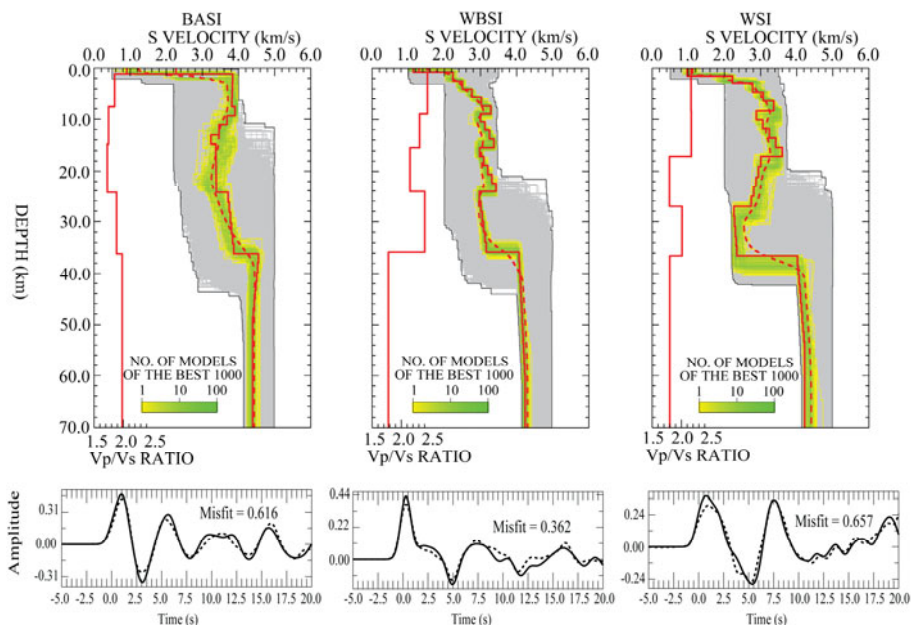 BASI WBSI WSI
S VELOCITY (km/s) S VELOCITY (km/s) S VELOCITY (km/s)
0.0 1.0 2.0 3.0 4.0 5.0 6.0 0.0 1.0 2.0 3.0 4.0 5.0 6.0 0.0 1.0 2.0 3.0 4.0 5.0 6.0
0.0
10.0
20.0
30.0
40.0
50.0
60.0
70.0
DEPTH (km)
NO. OF MODELS NO. OF MODELS NO. OF MODELS
OF THE BEST 1000 OF THE BEST 1000 OF THE BEST 1000
1 10 100 1 10 100 1 10 100
1.5 2.0 2.5 1.5 2.0 2.5 1.5 2.0 2.5
Vp/Vs RATIO Vp/Vs RATIO Vp/Vs RATIO
Amplitude
0.31
0.00
-0.31
Misfit = 0.616
-5.0 -2.5 0.0 2.5 5.0 7.5 10.0 12.5 15.0 17.5 20.0
Time (s)
0.44
0.22
0.00
Misfit = 0.362
-5.0 -2.5 0.0 2.5 5.0 7.5 10.0 12.5 15.0 17.5 20.0
Time (s)
0.24
0.00
-0.24
Misfit = 0.657
-5.0 -2.5 0.0 2.5 5.0 7.5 10.0 12.5 15.0 17.5 20.0
Time (s)